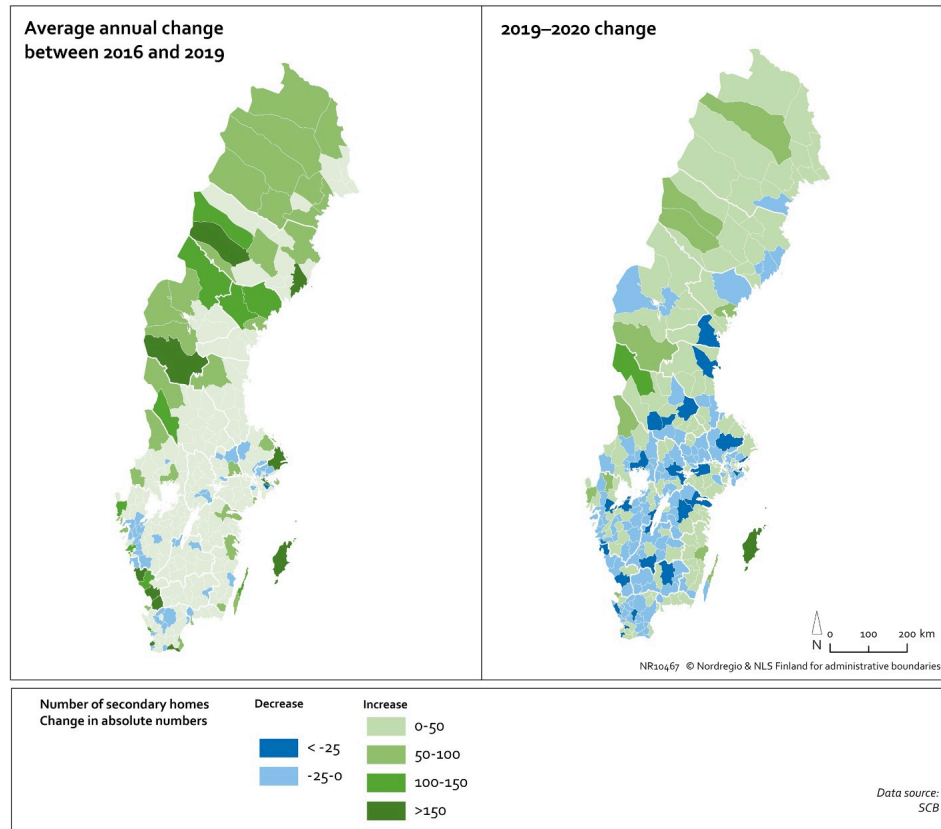 Average annual change
between 2016 and 2019
2019–2020 change
N
0 100 200 km
NR10467 © Nordregio & NLS Finland for administrative boundaries
Number of secondary homes
Change in absolute numbers
Decrease
< -25
-25-0
Increase
0-50
50-100
100-150
>150
Data source:
SCB